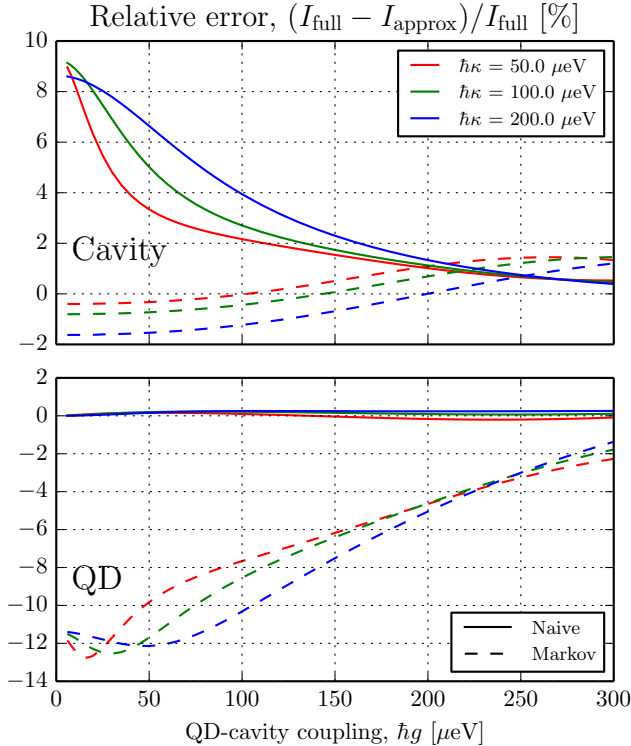 Relative error, (I_full − I_approx)/I_full [%]
10
8
6
4
2
0
−2
ħκ = 50.0 μeV
ħκ = 100.0 μeV
ħκ = 200.0 μeV
Cavity
2
0
−2
−4
−6
−8
−10
−12
−14
QD
Naive
Markov
0 50 100 150 200 250 300
QD-cavity coupling, ħg [μeV]